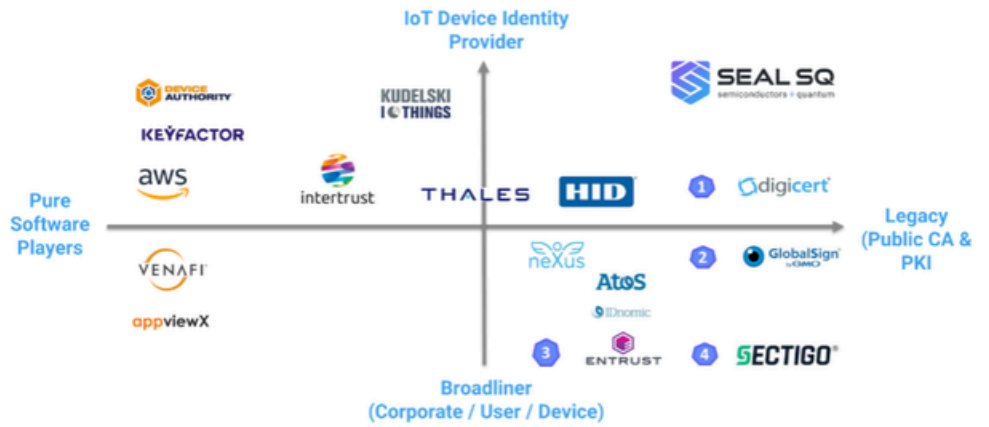 IoT Device Identity
Provider
DEVICE
AUTHORITY
KUDELSKI
IOTHINGS
SEAL SQ
semiconductors + quantum
KEYFACTOR
aws
intertrust
THALES
HID
1
digicert®
Pure
Software
Players
Legacy
(Public CA &
PKI
VENAFI
neXus
2
GlobalSign
by GMO
Atos
IDnomic
appviewX
3
ENTRUST
4
SECTIGO®
Broadliner
(Corporate / User / Device)